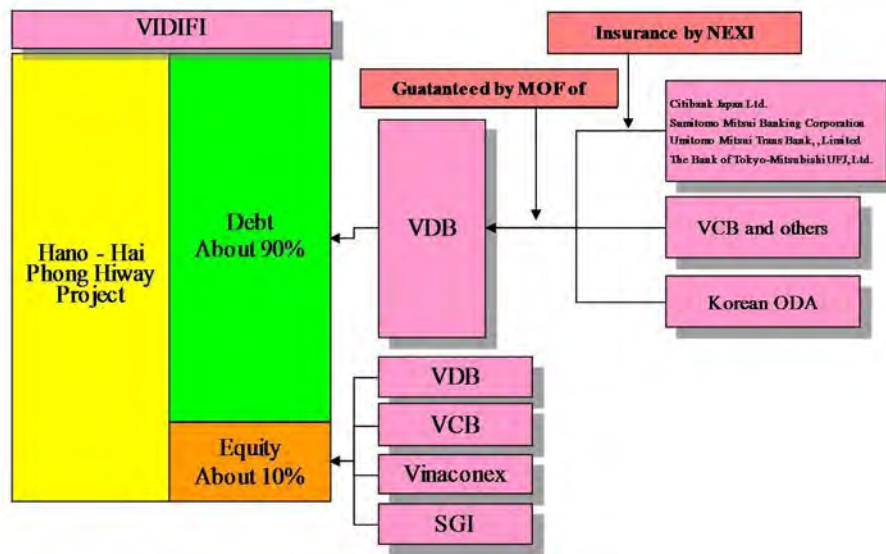 VIDIFI
Insurance by NEXI
Guatanteed by MOF of
Citibank Japan Ltd.
Sumitomo Mitsui Banking Corporation
Umitomo Mitsui Trans Bank, , Limited
The Bank of Tokyo-Mitsubishi UFJ, Ltd.
Hano - Hai
Phong Hiway
Project
Debt
About 90%
VDB
VCB and others
Korean ODA
Equity
About 10%
VDB
VCB
Vinaconex
SGI